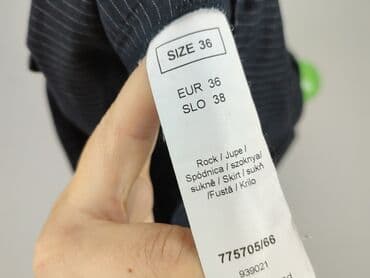 SIZE 36
EUR 36
SLO 38
Rock / Jupe /
Spódnica / szoknya/
sukně / Skirt / sukň
/Fustă / Krilo
775705/66
939021